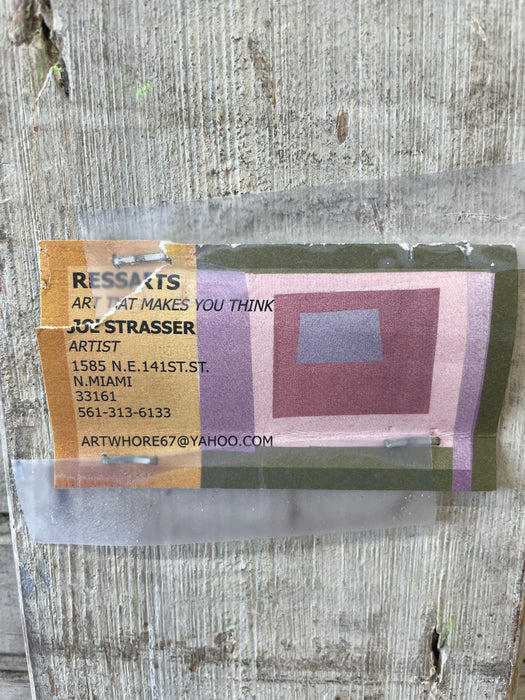 RESSARTS
ART THAT MAKES YOU THINK
JOE STRASSER
ARTIST
1585 N.E.141ST.ST.
N.MIAMI
33161
561-313-6133
ARTWHORE67@YAHOO.COM